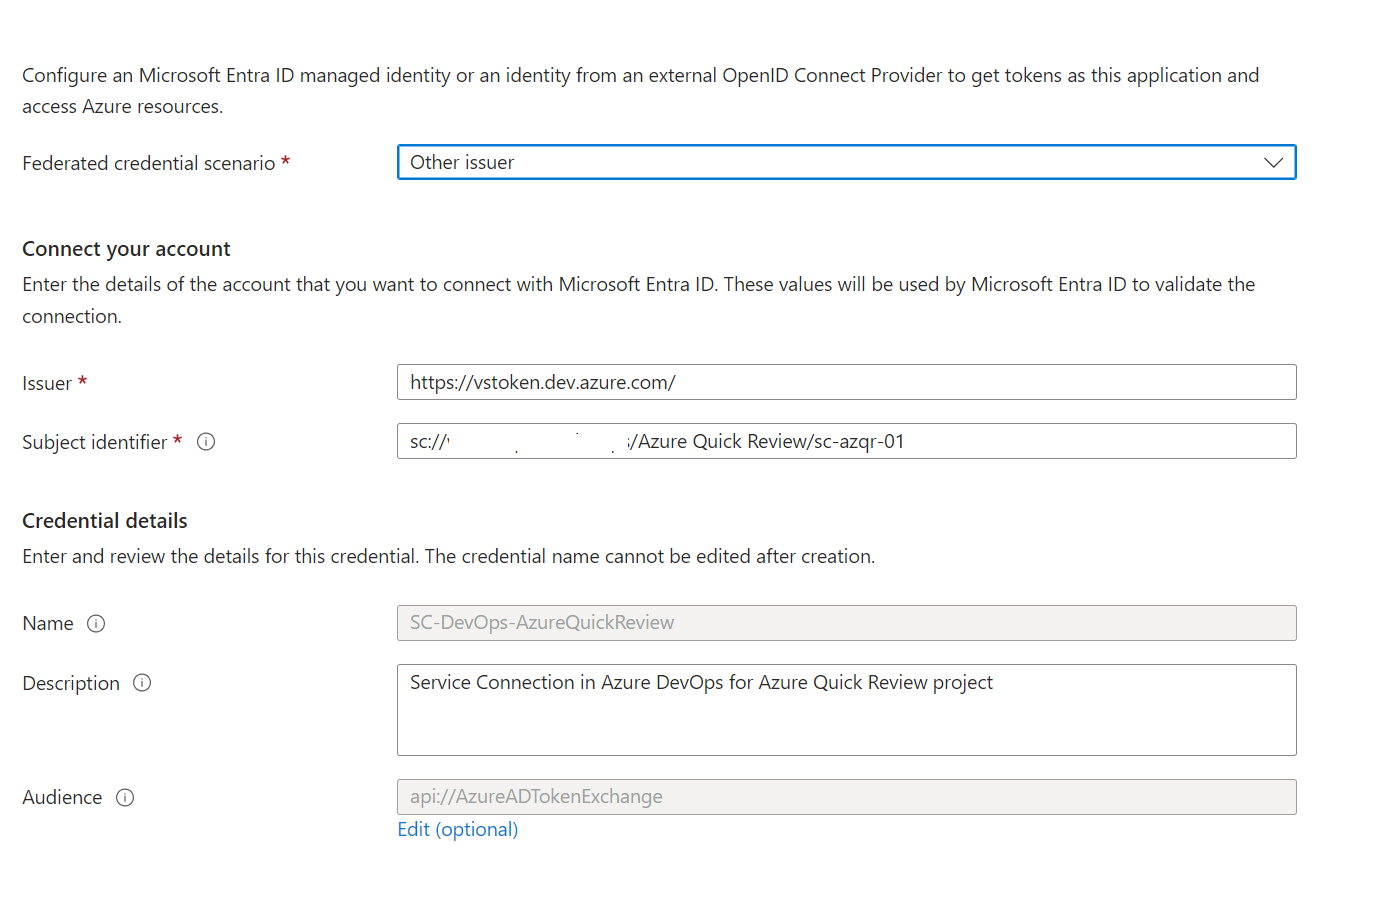 Configure an Microsoft Entra ID managed identity or an identity from an external OpenID Connect Provider to get tokens as this application and
access Azure resources.
Federated credential scenario *
Other issuer
Connect your account
Enter the details of the account that you want to connect with Microsoft Entra ID. These values will be used by Microsoft Entra ID to validate the
connection.
Issuer *
https://vstoken.dev.azure.com/
Subject identifier *
sc:// /Azure Quick Review/sc-azqr-01
Credential details
Enter and review the details for this credential. The credential name cannot be edited after creation.
Name
SC-DevOps-AzureQuickReview
Description
Service Connection in Azure DevOps for Azure Quick Review project
Audience
api://AzureADTokenExchange
Edit (optional)